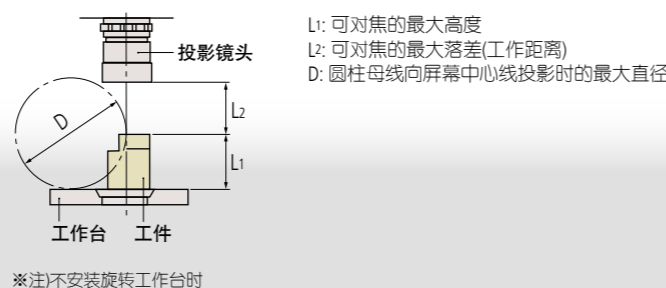 L1: 可对焦的最大高度
L2: 可对焦的最大落差(工作距离)
D: 圆柱母线向屏幕中心线投影时的最大直径
投影镜头
L2
D
L1
工作台 工件
※注)不安装旋转工作台时